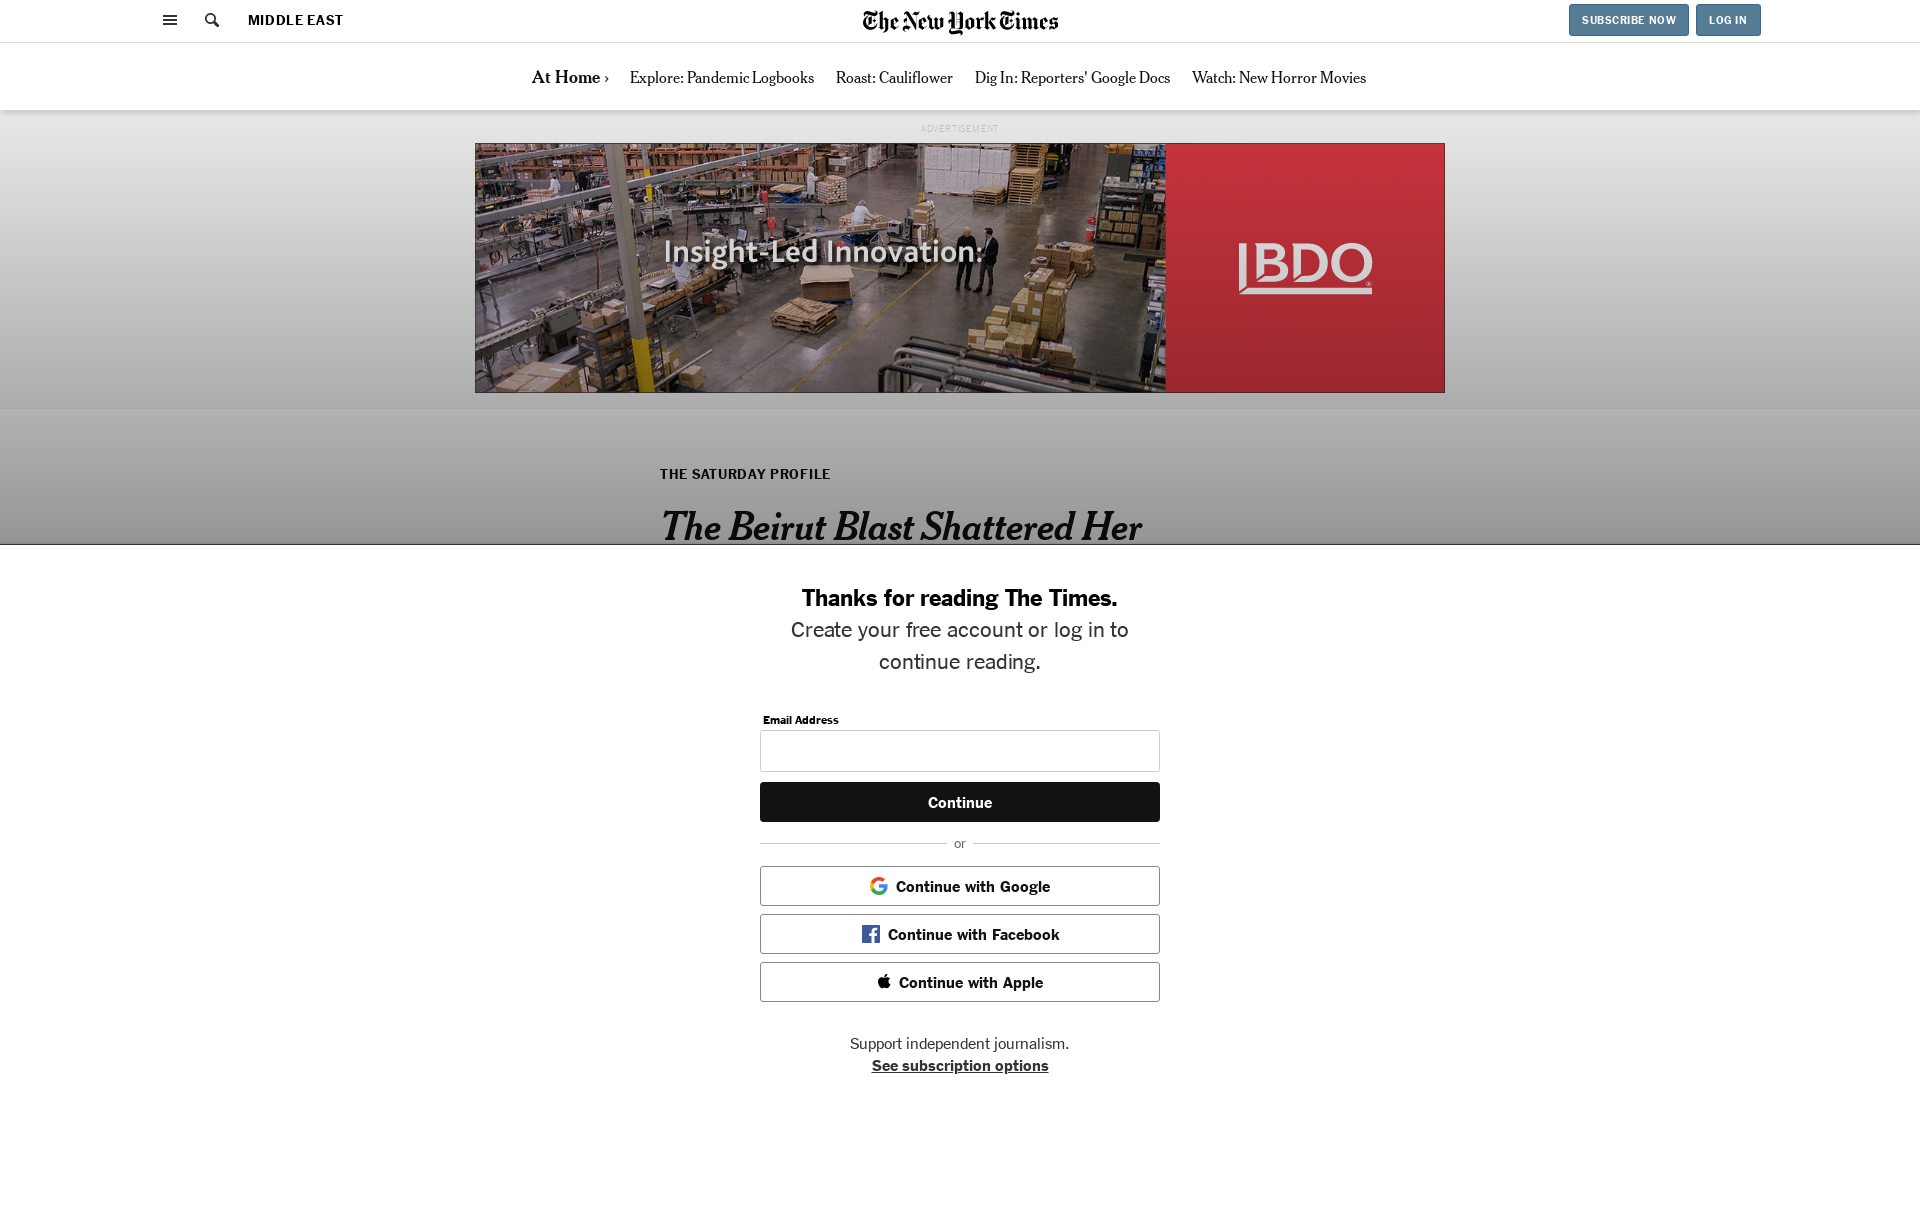 MIDDLE EAST
The New York Times
SUBSCRIBE NOW
LOG IN
At Home › Explore: Pandemic Logbooks Roast: Cauliflower Dig In: Reporters' Google Docs Watch: New Horror Movies
ADVERTISEMENT
Insight-Led Innovation:
BDO
THE SATURDAY PROFILE
The Beirut Blast Shattered Her
Thanks for reading The Times.
Create your free account or log in to
continue reading.
Email Address
Continue
or
Continue with Google
Continue with Facebook
Continue with Apple
Support independent journalism.
See subscription options